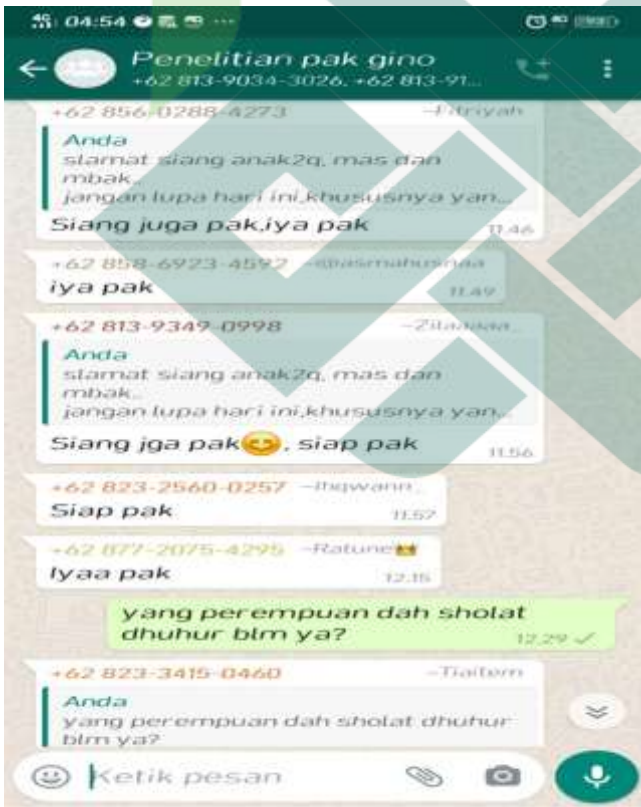 04:54
Penelitian pak gino
+62 813-9034-3026, +62 813-91...
+62 856-0288-4273 ~Fitriyah
Anda
slamat siang anak2q, mas dan
mbak..
jangan lupa hari ini,khususnya yan...
Siang juga pak,iya pak 11.46
+62 858-6923-4592 ~@asmahusnaa
iya pak 11.49
+62 813-9349-0998 ~Zitaaaaa
Anda
slamat siang anak2q, mas dan
mbak..
jangan lupa hari ini,khususnya yan...
Siang jga pak😊, siap pak 11.56
+62 823-2560-0257 ~Ihqwann
Siap pak 11.57
+62 877-2075-4295 ~Ratune
Iyaa pak 12.15
yang perempuan dah sholat
dhuhur blm ya? 12.29
+62 823-3415-0460 ~Tiaitem
Anda
yang perempuan dah sholat dhuhur
blm ya?
Ketik pesan